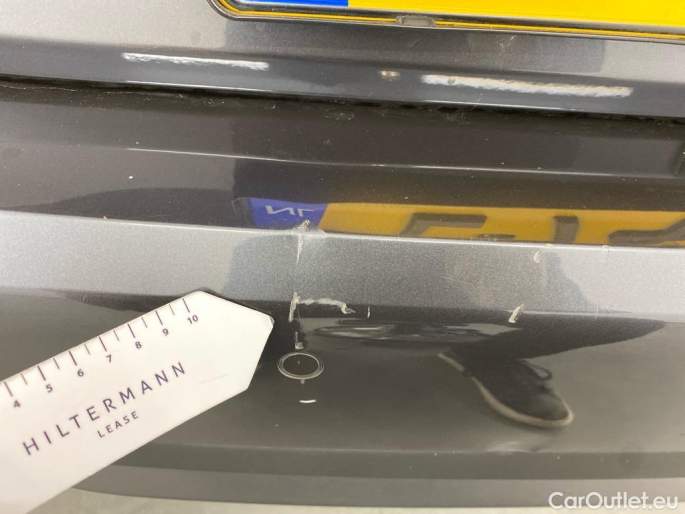 4 5 6 7 8 9 10
HILTERMANN
LEASE
CarOutlet.eu